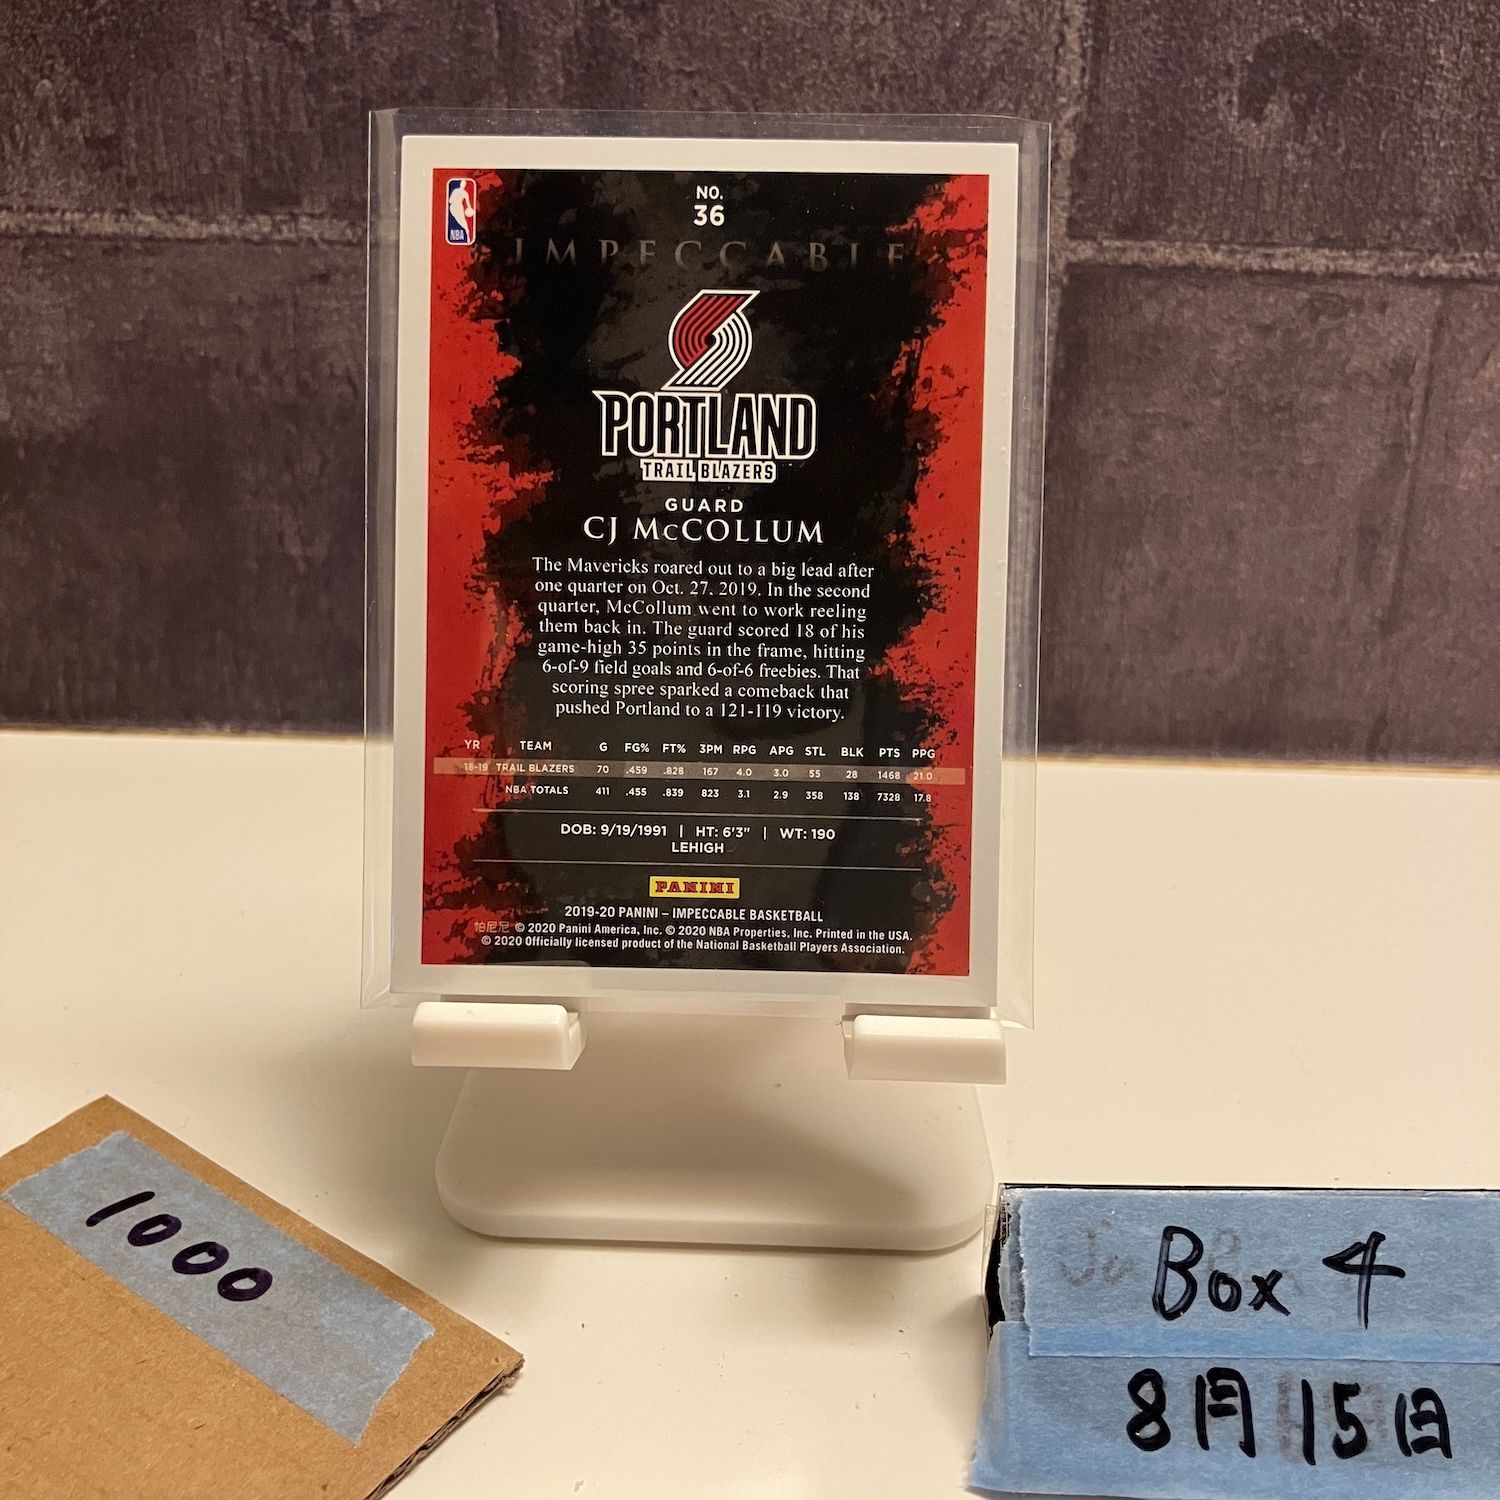 NO.
36
IMPECCABLE
NBA
PORTLAND
TRAIL BLAZERS
GUARD
CJ McCOLLUM
The Mavericks roared out to a big lead after
one quarter on Oct. 27, 2019. In the second
quarter, McCollum went to work reeling
them back in. The guard scored 18 of his
game-high 35 points in the frame, hitting
6-of-9 field goals and 6-of-6 freebies. That
scoring spree sparked a comeback that
pushed Portland to a 121-119 victory.
YR TEAM G FG% FT% 3PM RPG APG STL BLK PTS PPG
18-19 TRAIL BLAZERS 70 .459 .828 167 4.0 3.0 55 28 1468 21.0
NBA TOTALS 411 .455 .839 823 3.1 2.9 358 138 7328 17.8
DOB: 9/19/1991 | HT: 6'3" | WT: 190
LEHIGH
PANINI
2019-20 PANINI – IMPECCABLE BASKETBALL
帕尼尼 © 2020 Panini America, Inc. © 2020 NBA Properties, Inc. Printed in the USA.
© 2020 Officially licensed product of the National Basketball Players Association.
1000
Box 4
8月15日